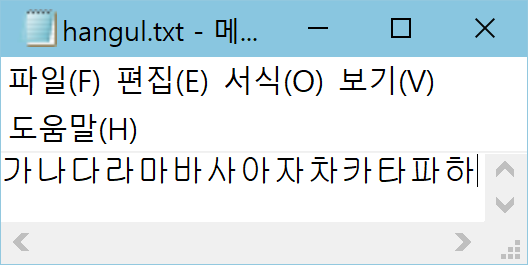 hangul.txt - 메...
파일(F) 편집(E) 서식(O) 보기(V)
도움말(H)
가나다라마바사아자차카타파하